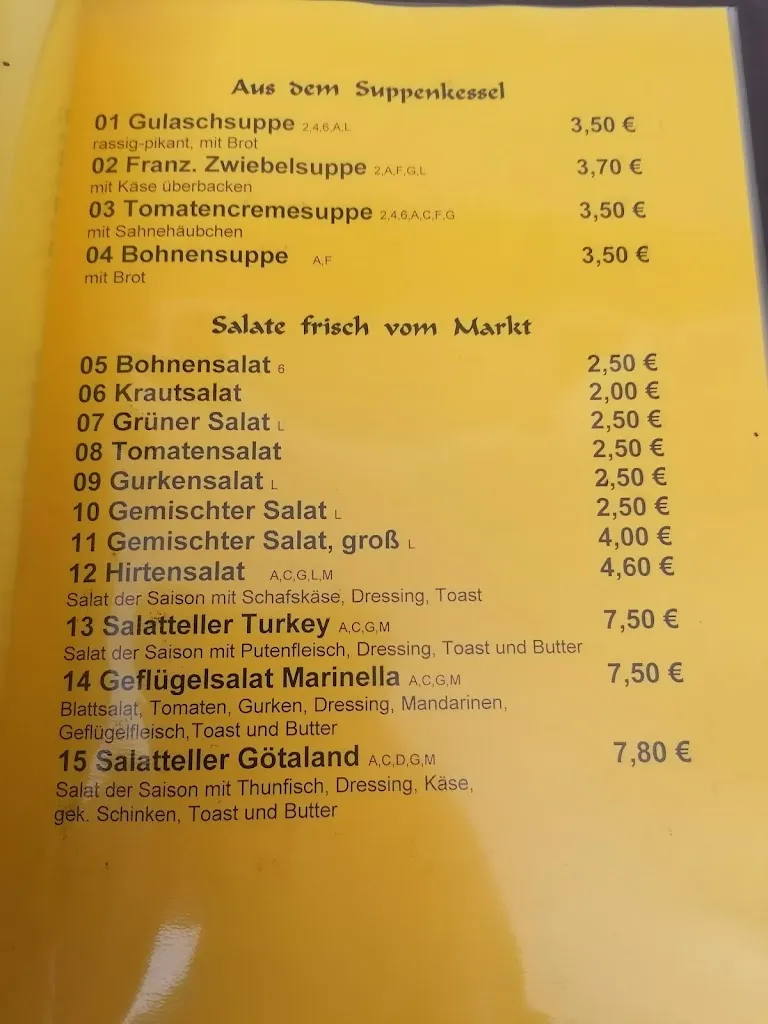 Aus dem Suppenkessel
01 Gulaschsuppe 2,4,6,A,L 3,50 €
rassig-pikant, mit Brot
02 Franz. Zwiebelsuppe 2,A,F,G,L 3,70 €
mit Käse überbacken
03 Tomatencremesuppe 2,4,6,A,C,F,G 3,50 €
mit Sahnehäubchen
04 Bohnensuppe A,F 3,50 €
mit Brot
Salate frisch vom Markt
05 Bohnensalat 6 2,50 €
06 Krautsalat 2,00 €
07 Grüner Salat L 2,50 €
08 Tomatensalat 2,50 €
09 Gurkensalat L 2,50 €
10 Gemischter Salat L 2,50 €
11 Gemischter Salat, groß L 4,00 €
12 Hirtensalat A,C,G,L,M 4,60 €
Salat der Saison mit Schafskäse, Dressing, Toast
13 Salatteller Turkey A,C,G,M 7,50 €
Salat der Saison mit Putenfleisch, Dressing, Toast und Butter
14 Geflügelsalat Marinella A,C,G,M 7,50 €
Blattsalat, Tomaten, Gurken, Dressing, Mandarinen,
Geflügelfleisch, Toast und Butter
15 Salatteller Götaland A,C,D,G,M 7,80 €
Salat der Saison mit Thunfisch, Dressing, Käse,
gek. Schinken, Toast und Butter